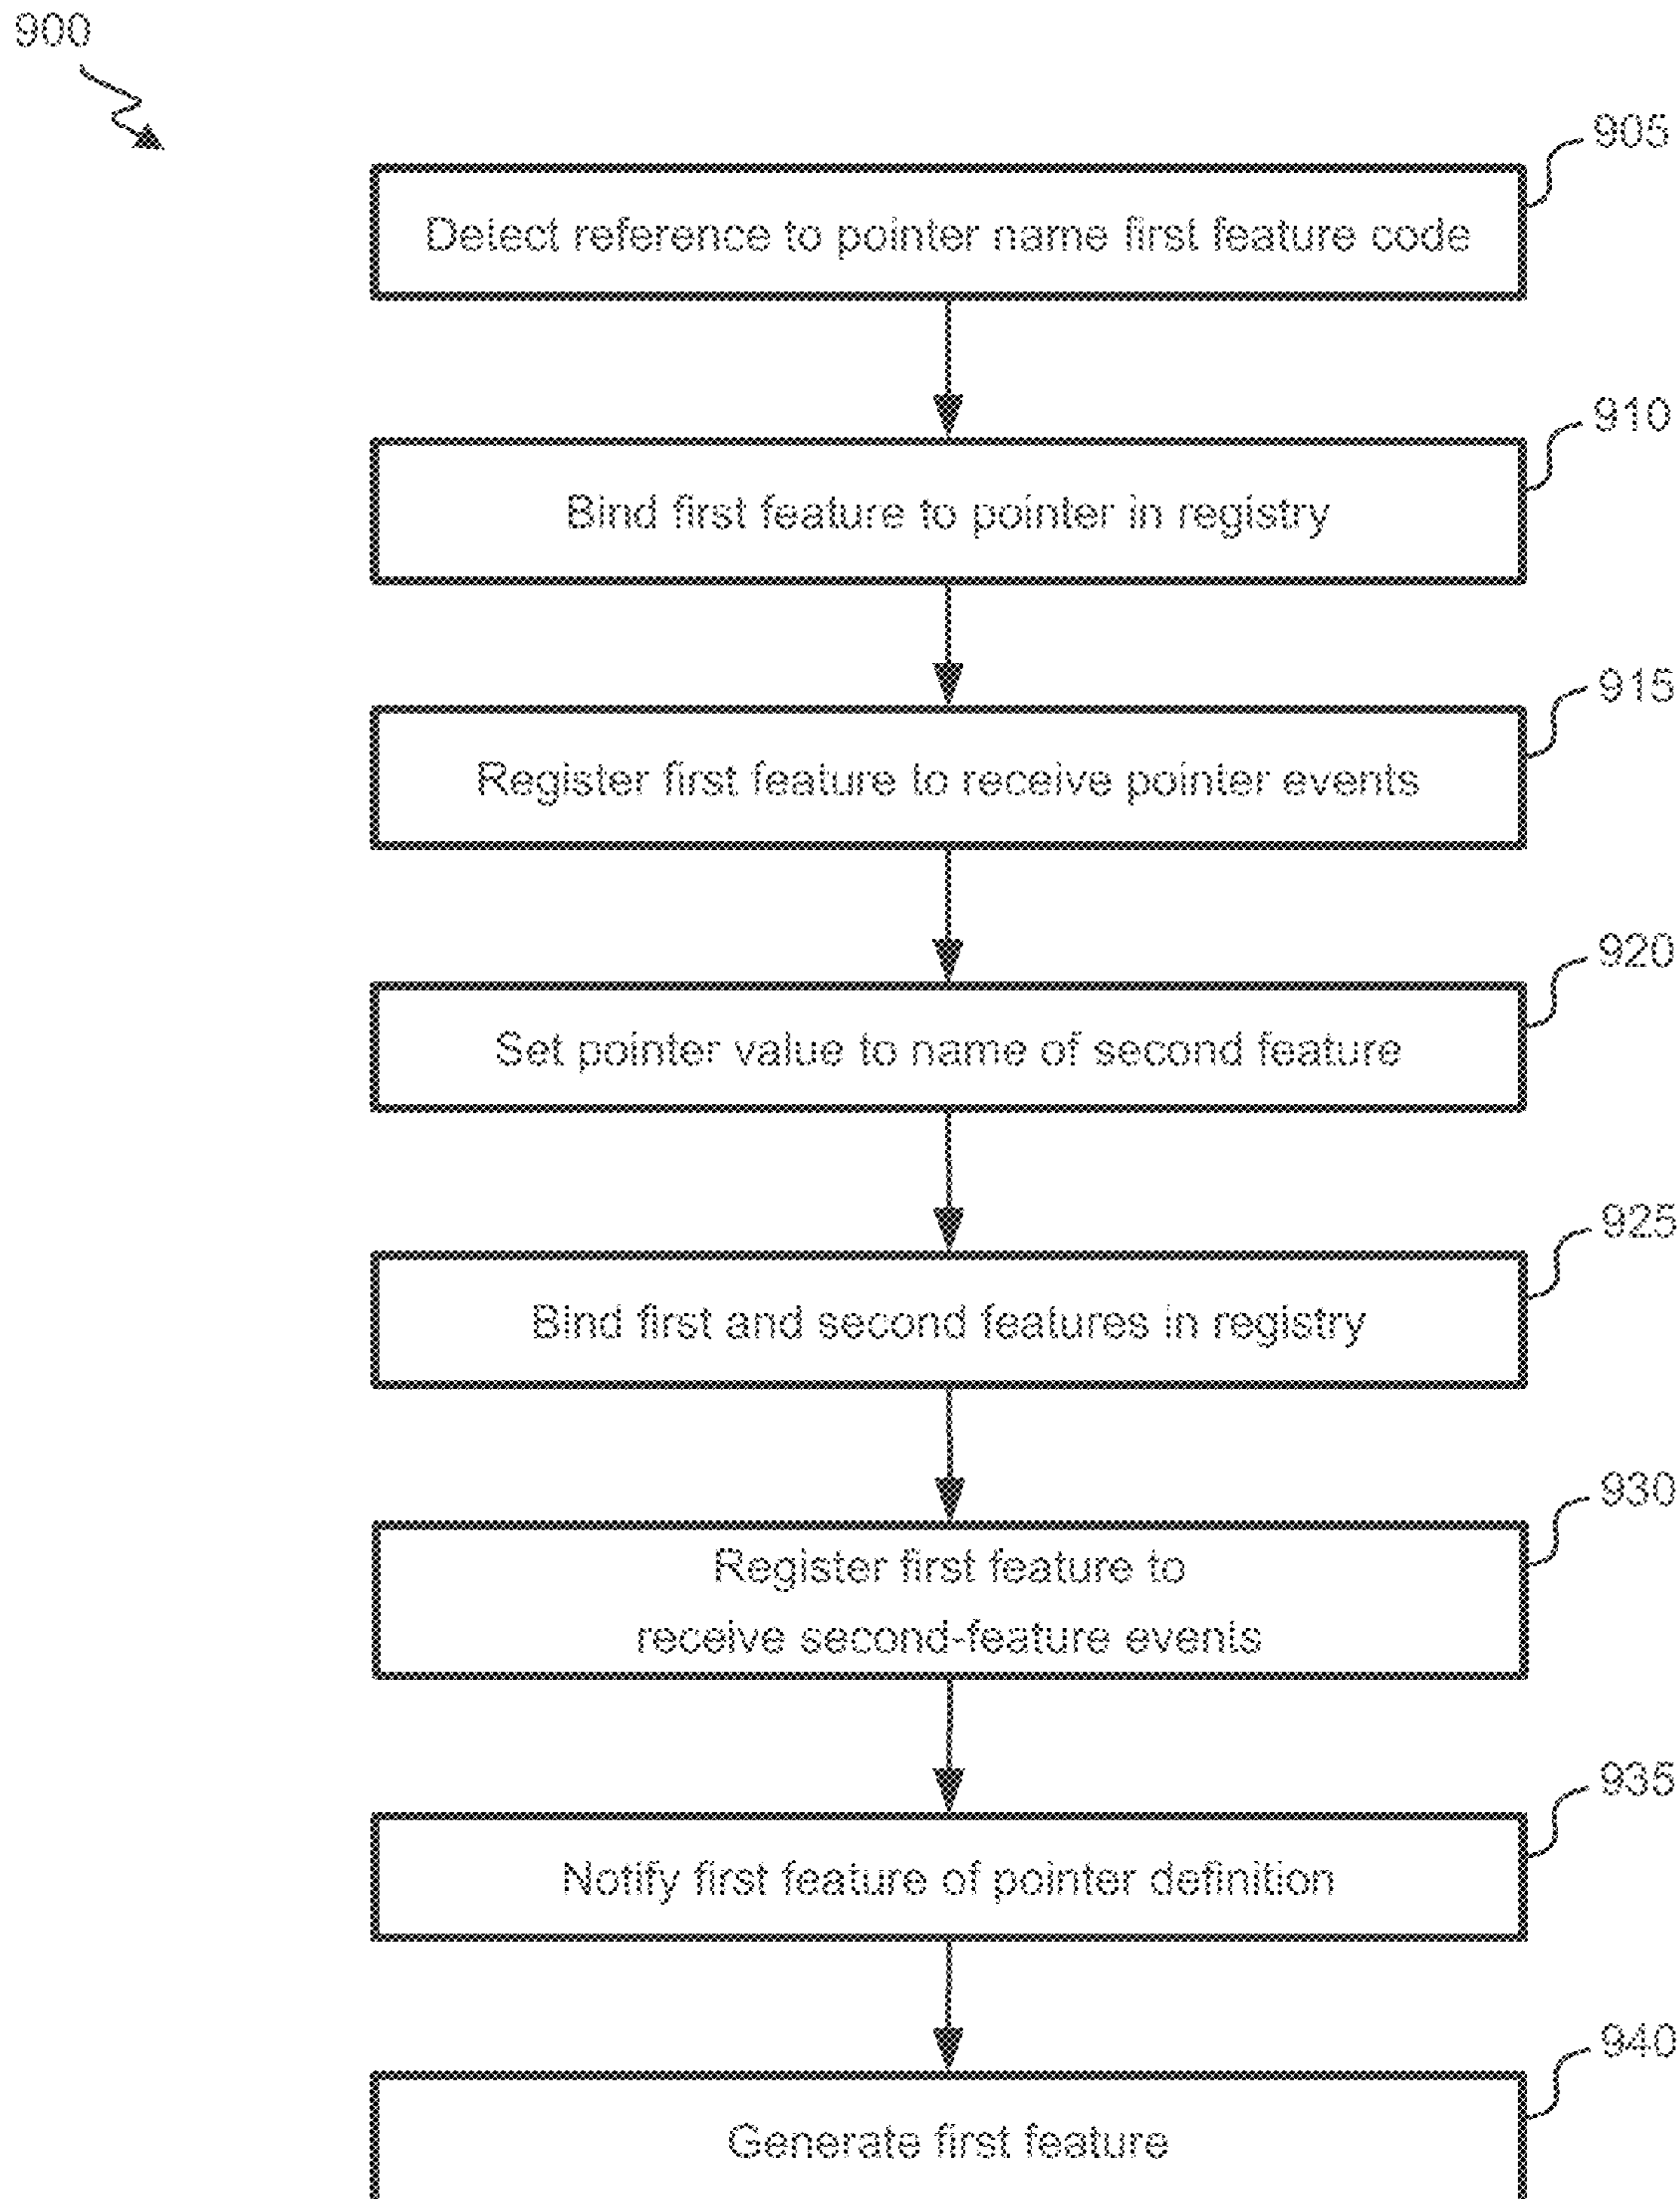 900
905
Detect reference to pointer name first feature code
910
Bind first feature to pointer in registry
915
Register first feature to receive pointer events
920
Set pointer value to name of second feature
925
Bind first and second features in registry
930
Register first feature to
receive second-feature events
935
Notify first feature of pointer definition
940
Generate first feature